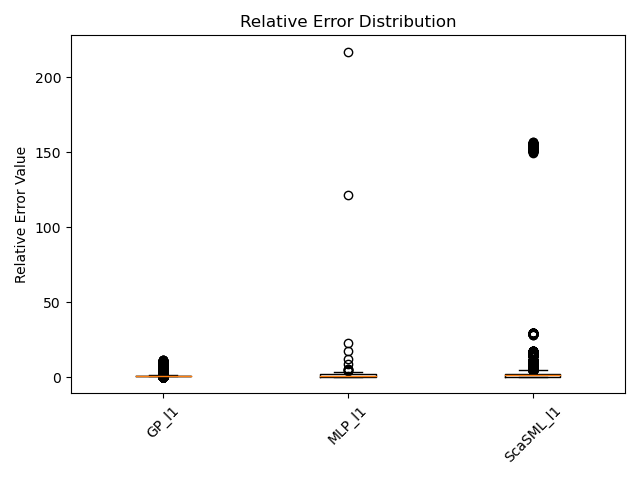 Relative Error Distribution
Relative Error Value
200
150
100
50
0
GP_l1
MLP_l1
ScaSML_l1